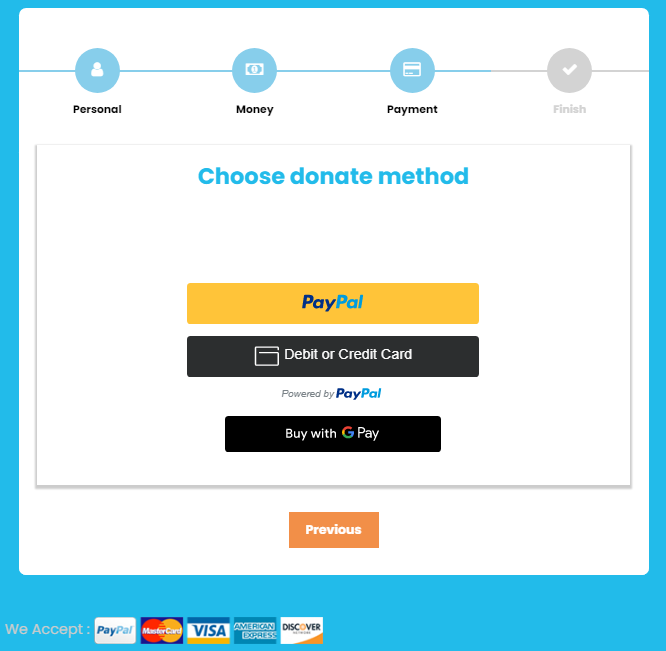 Personal Money Payment Finish
Choose donate method
PayPal
Debit or Credit Card
Powered by PayPal
Buy with G Pay
Previous
We Accept : PayPal MasterCard VISA AMERICAN EXPRESS DISCOVER NETWORK